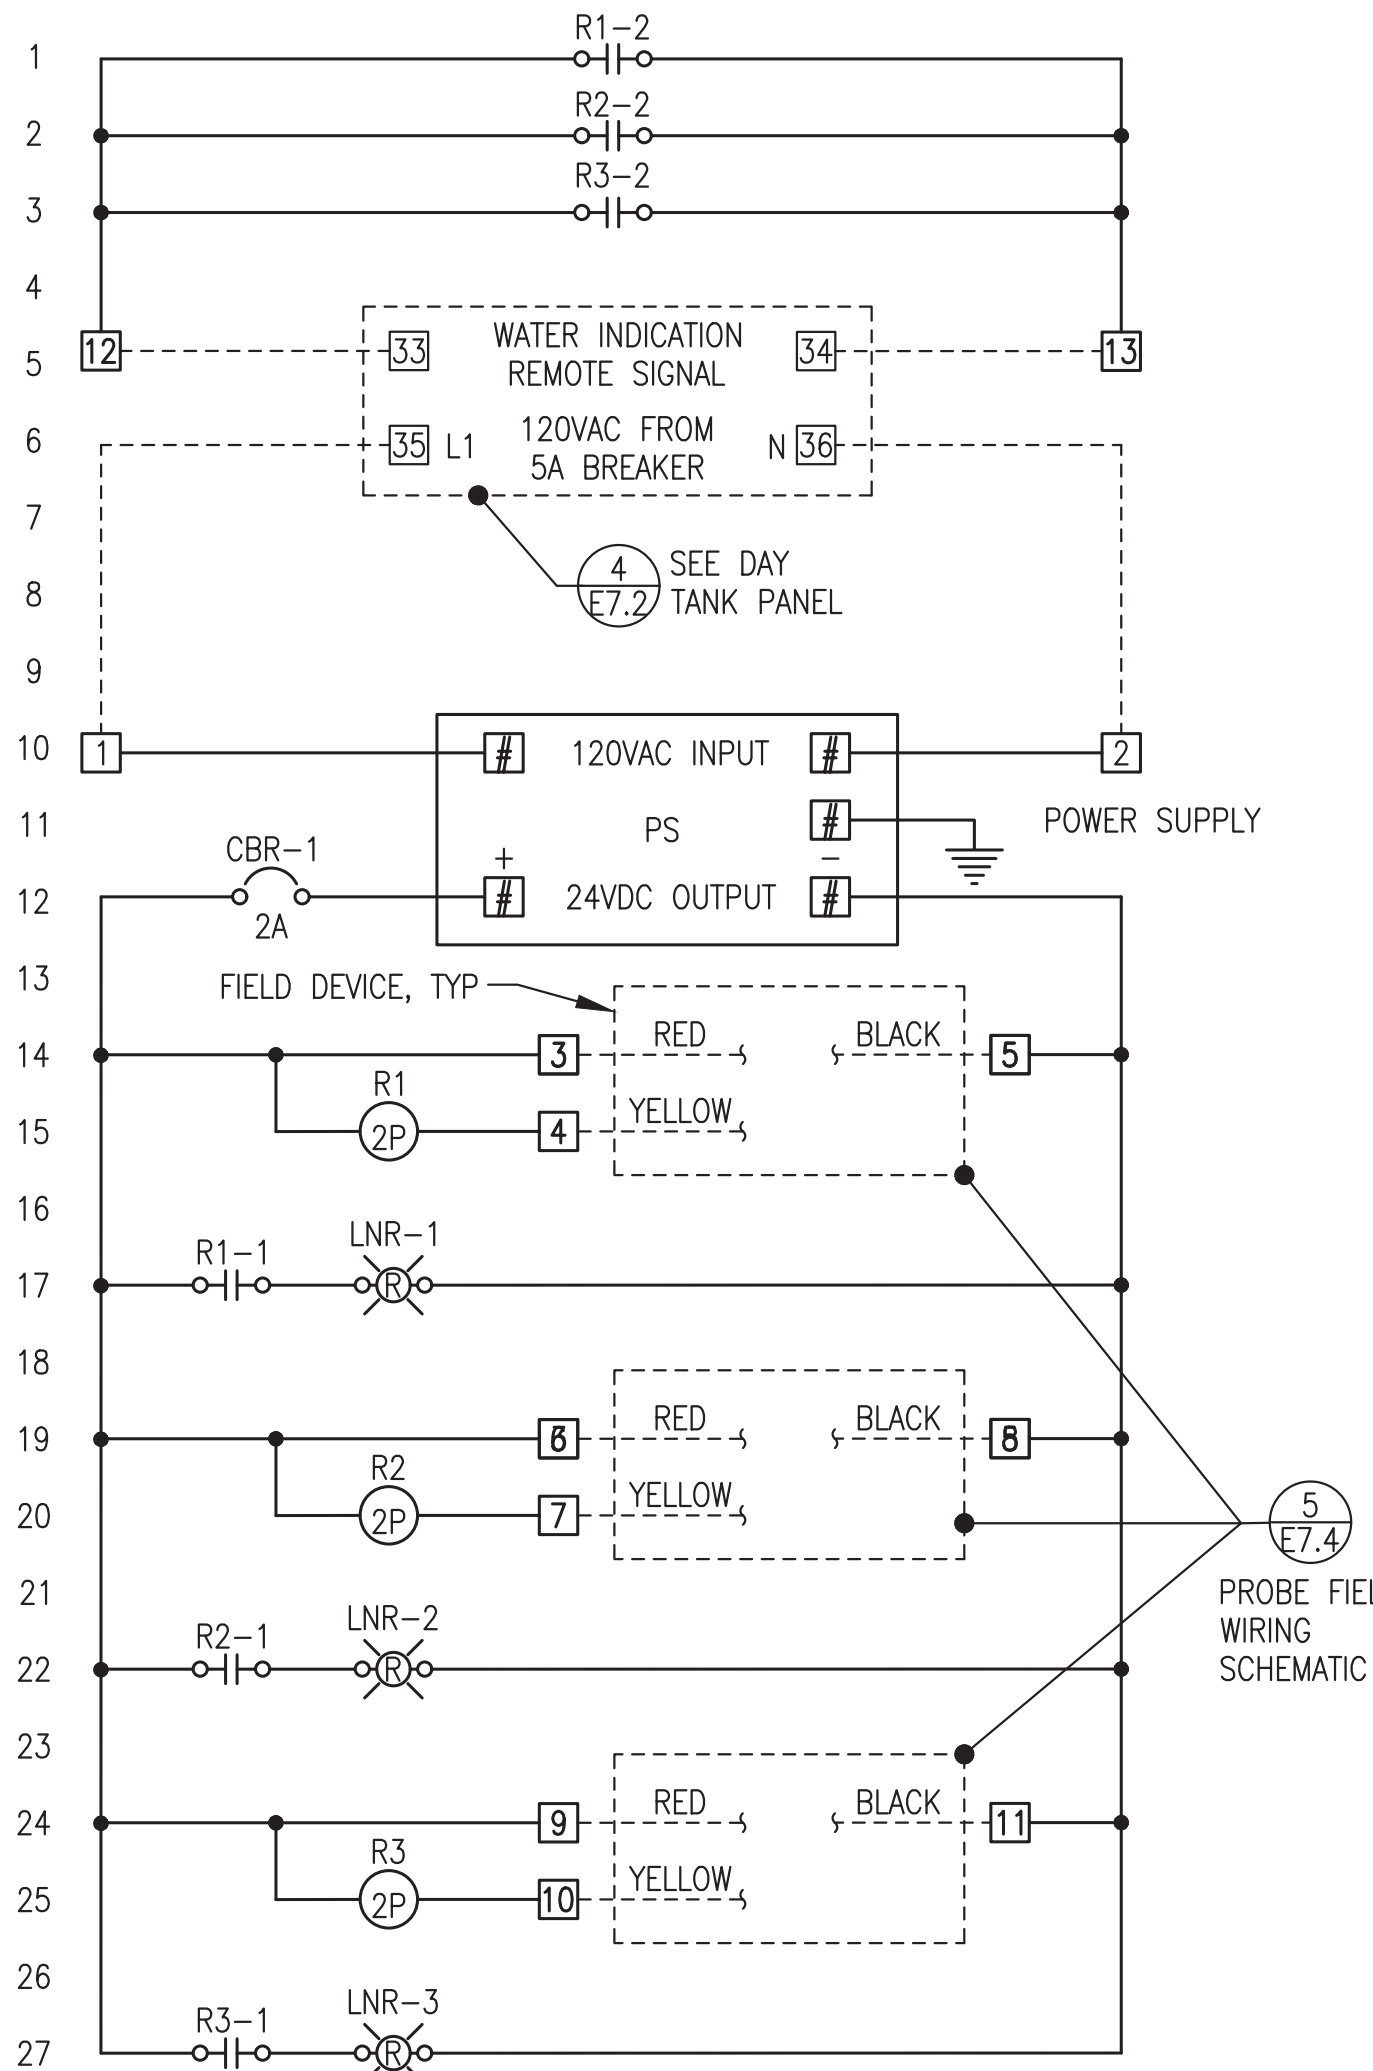 R1-2
1
R2-2
2
R3-2
3
4
12 33 WATER INDICATION 34 13
5
REMOTE SIGNAL
6 35 L1 120VAC FROM N 36
5A BREAKER
7
4 SEE DAY
8
E7.2 TANK PANEL
9
10 1 # 120VAC INPUT # 2
11 PS # POWER SUPPLY
CBR-1 + -
12 # 24VDC OUTPUT #
2A
13 FIELD DEVICE, TYP
RED BLACK
14 3 5
R1 YELLOW
15 2P 4
16
R1-1 LNR-1
17 R
18
RED BLACK
19 6 8
R2 YELLOW
20 2P 7
5
E7.4
21 PROBE FIEL
R2-1 LNR-2 WIRING
22 R SCHEMATIC
23
RED BLACK
24 9 11
R3 YELLOW
25 2P 10
26
R3-1 LNR-3
27 R